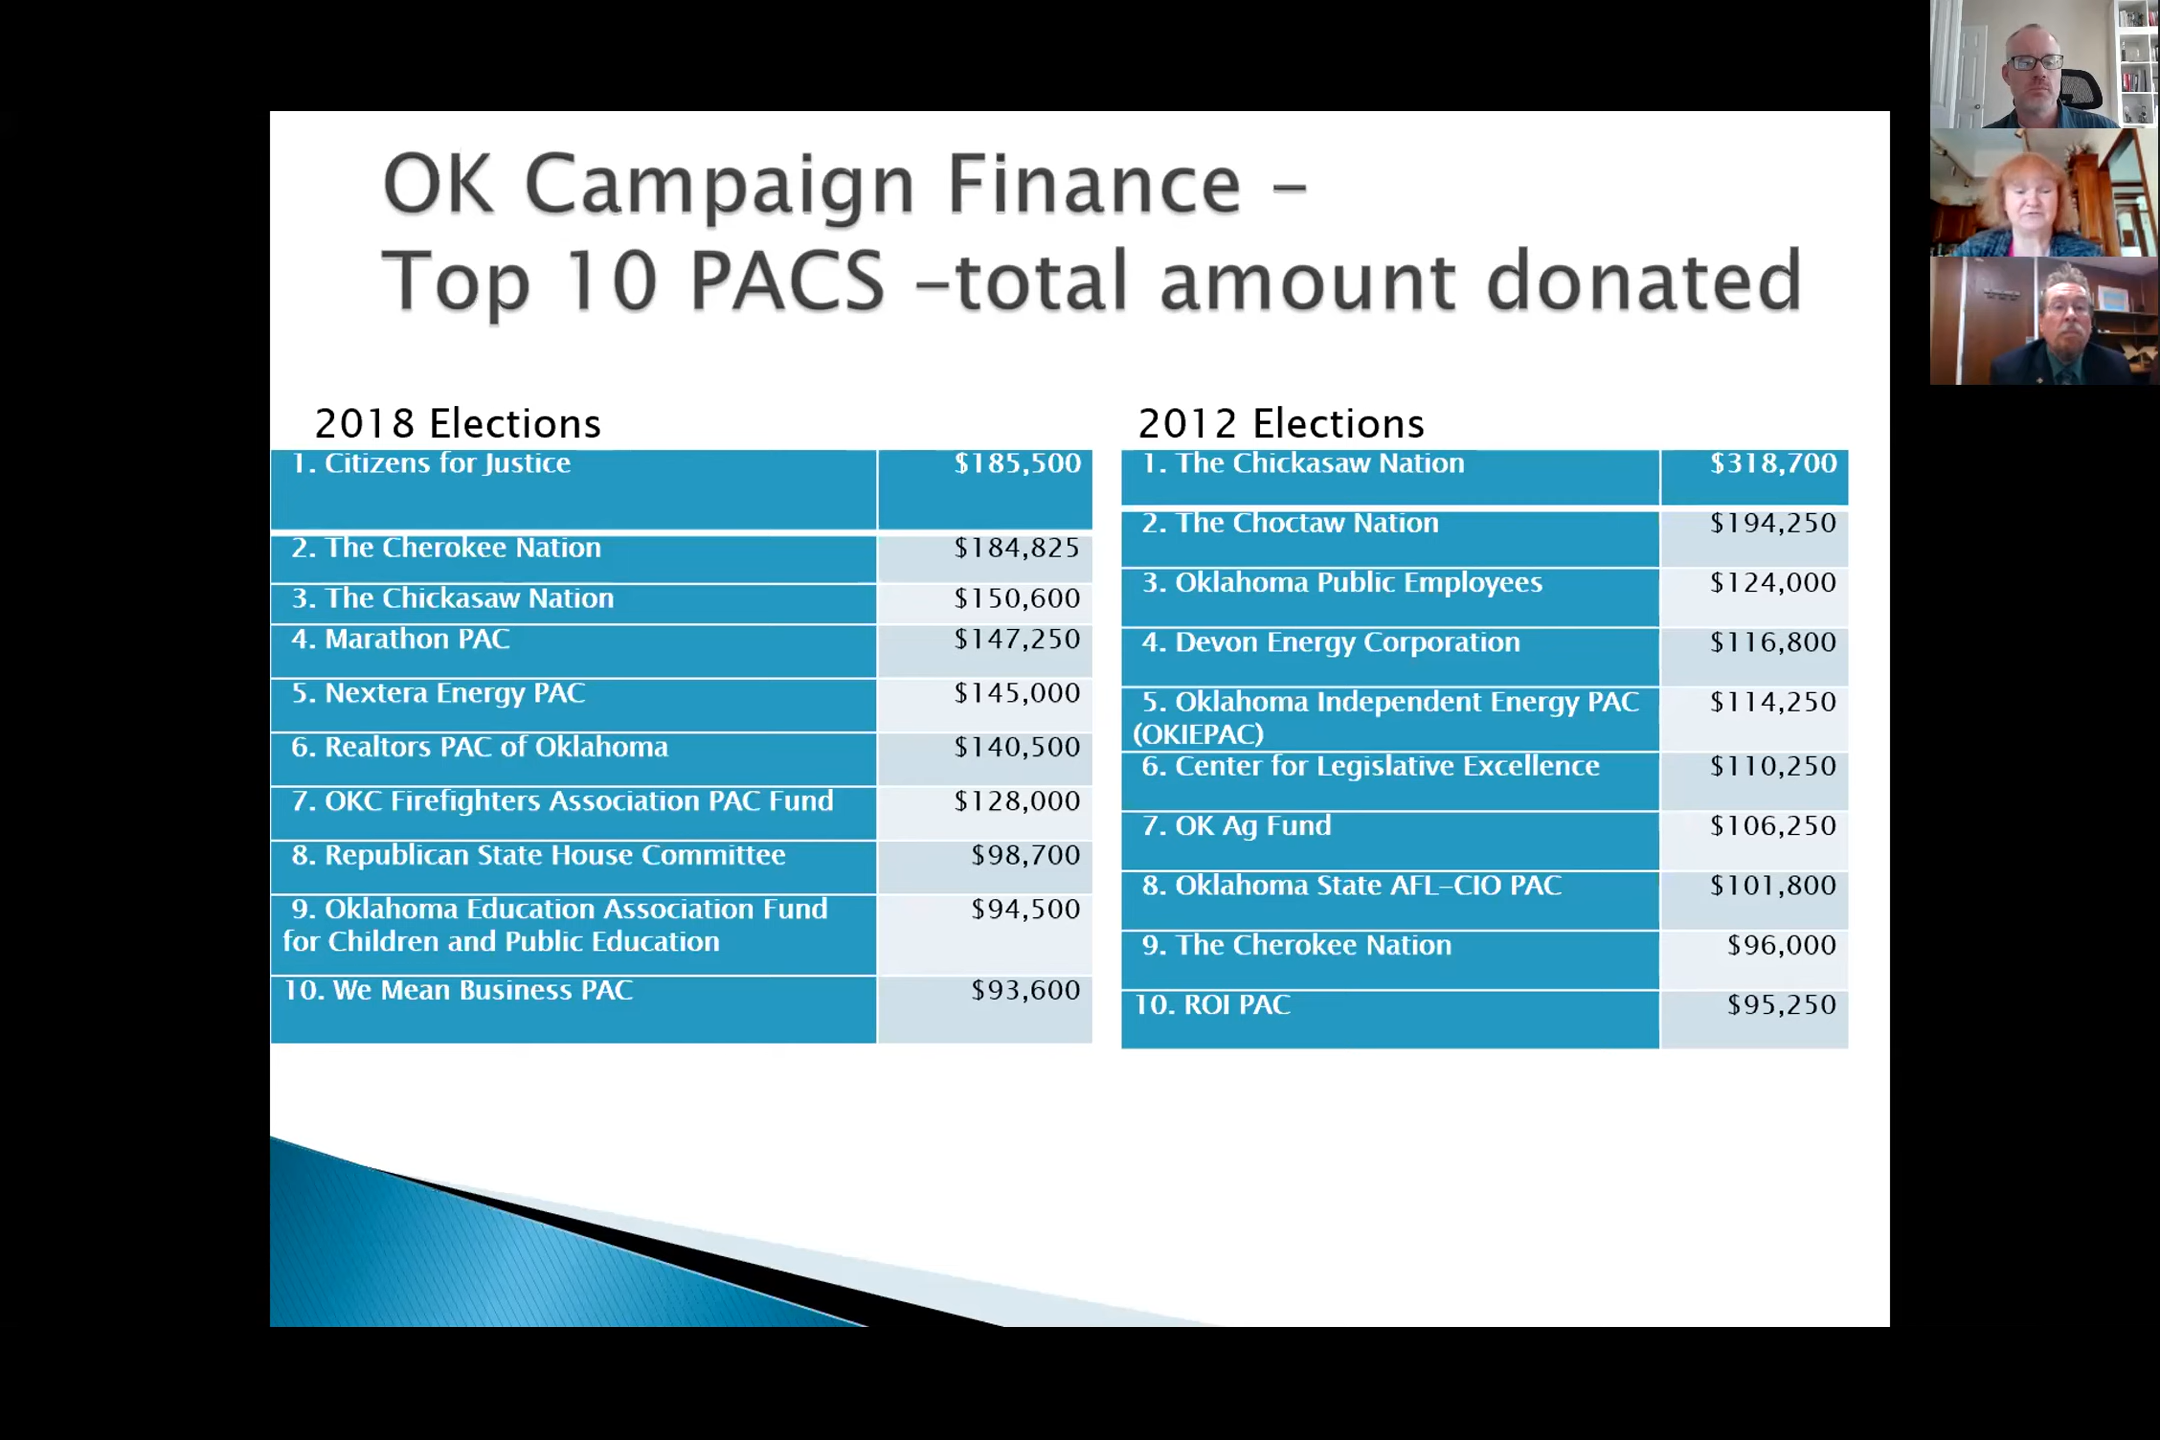 OK Campaign Finance –
Top 10 PACS –total amount donated
2018 Elections
1. Citizens for Justice $185,500
2. The Cherokee Nation $184,825
3. The Chickasaw Nation $150,600
4. Marathon PAC $147,250
5. Nextera Energy PAC $145,000
6. Realtors PAC of Oklahoma $140,500
7. OKC Firefighters Association PAC Fund $128,000
8. Republican State House Committee $98,700
9. Oklahoma Education Association Fund $94,500
for Children and Public Education
10. We Mean Business PAC $93,600
2012 Elections
1. The Chickasaw Nation $318,700
2. The Choctaw Nation $194,250
3. Oklahoma Public Employees $124,000
4. Devon Energy Corporation $116,800
5. Oklahoma Independent Energy PAC $114,250
(OKIEPAC)
6. Center for Legislative Excellence $110,250
7. OK Ag Fund $106,250
8. Oklahoma State AFL–CIO PAC $101,800
9. The Cherokee Nation $96,000
10. ROI PAC $95,250